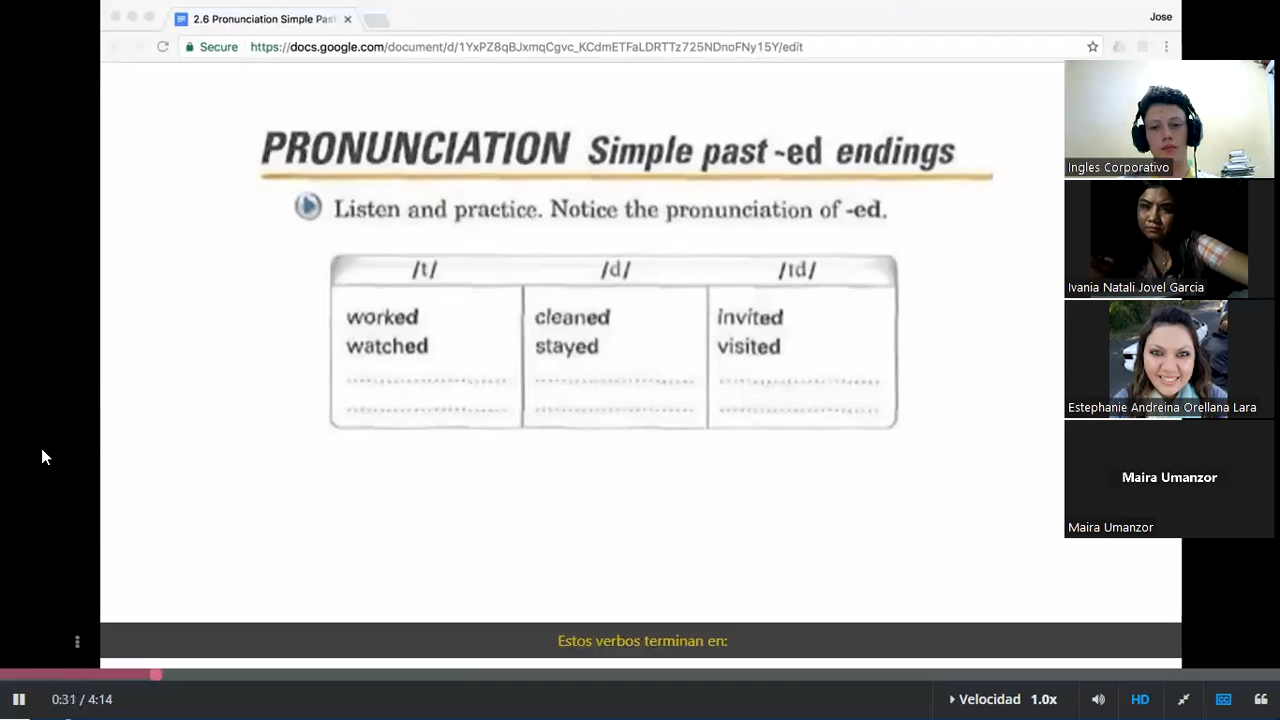 2.6 Pronunciation Simple Past
Jose
Secure https://docs.google.com/document/d/1YxPZ8qBJxmqCgvc_KCdmETFaLDRTTz725NDnoFNy15Y/edit
PRONUNCIATION Simple past -ed endings
Listen and practice. Notice the pronunciation of -ed.
/t/ /d/ /ɪd/
worked cleaned invited
watched stayed visited
Ingles Corporativo
Ivania Natali Jovel Garcia
Estephanie Andreina Orellana Lara
Maira Umanzor
Maira Umanzor
Estos verbos terminan en:
0:31 / 4:14
Velocidad 1.0x
HD
CC